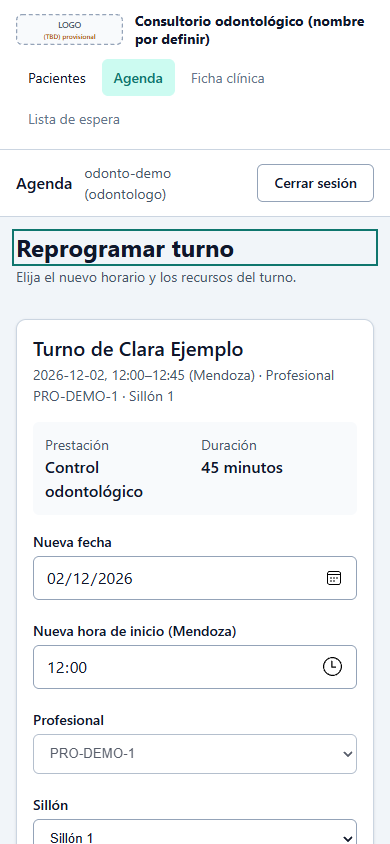 LOGO
(TBD) provisional
Consultorio odontológico (nombre
por definir)
Pacientes
Agenda
Ficha clínica
Lista de espera
Agenda
odonto-demo
(odontologo)
Cerrar sesión
Reprogramar turno
Elija el nuevo horario y los recursos del turno.
Turno de Clara Ejemplo
2026-12-02, 12:00–12:45 (Mendoza) · Profesional
PRO-DEMO-1 · Sillón 1
Prestación
Control
odontológico
Duración
45 minutos
Nueva fecha
02/12/2026
Nueva hora de inicio (Mendoza)
12:00
Profesional
PRO-DEMO-1
Sillón
Sillón 1